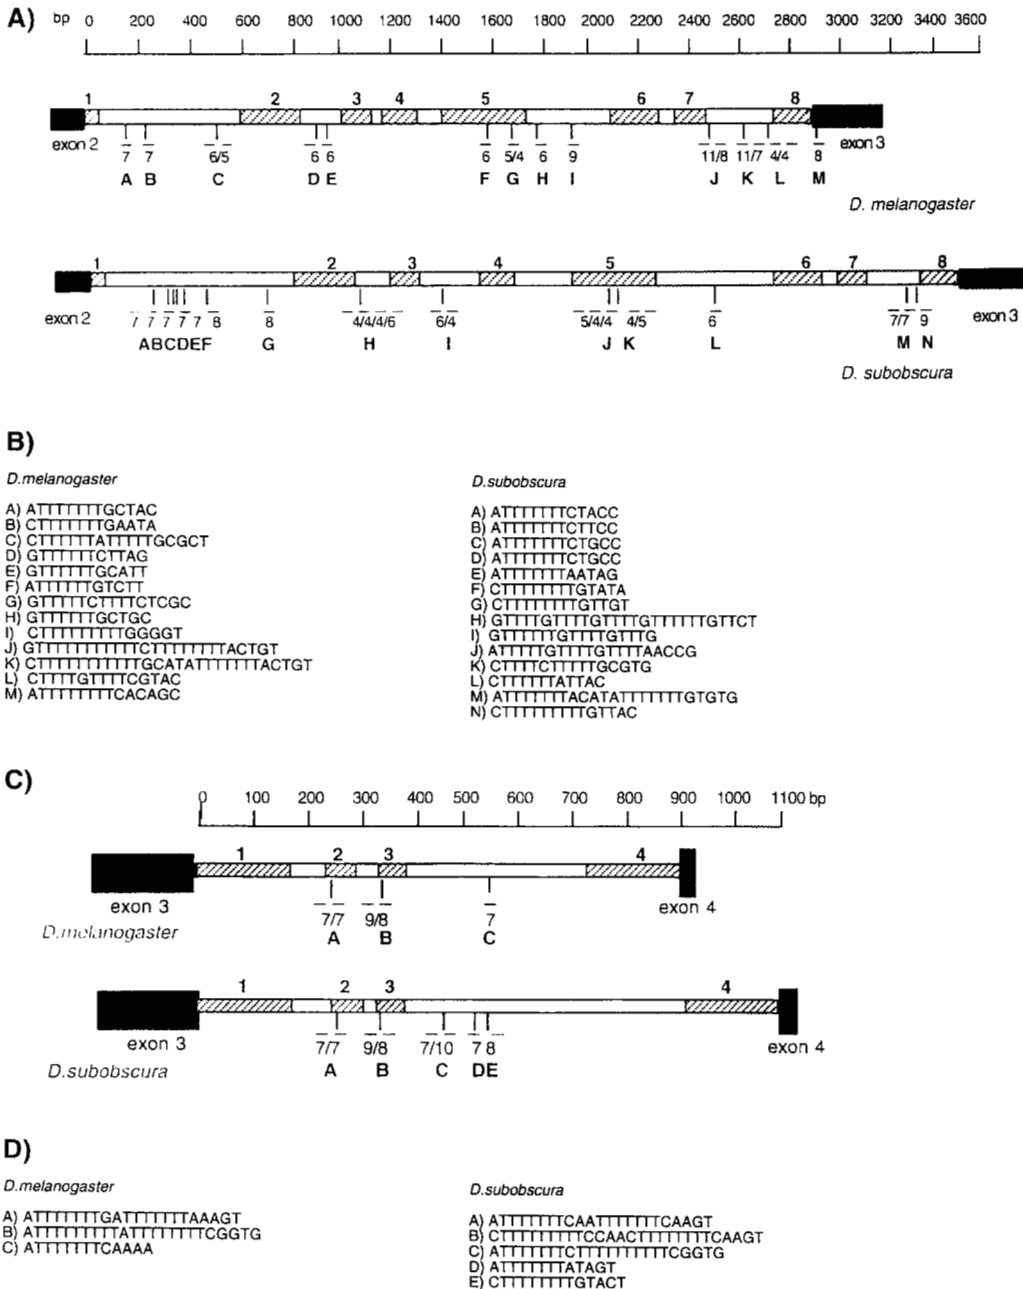 A)
bp 0 200 400 600 800 1000 1200 1400 1600 1800 2000 2200 2400 2600 2800 3000 3200 3400 3600
1 2 3 4 5 6 7 8
exon 2 exon 3
7 7 6/5 6 6 6 5/4 6 9 11/8 11/7 4/4 8
A B C D E F G H I J K L M
D. melanogaster
1 2 3 4 5 6 7 8
exon 2 exon 3
7 7 7 7 7 8 8 4/4/4/6 6/4 5/4/4 4/5 6 7/7 9
A B C D E F G H I J K L M N
D. subobscura
B)
D.melanogaster
A) ATTTTTTTGCTAC
B) CTTTTTTTGAATA
C) CTTTTTTATTTTTGCGCT
D) GTTTTTTCTTAG
E) GTTTTTTGCATT
F) ATTTTTTGTCTT
G) GTTTTTCTTTTCTCGC
H) GTTTTTTGCTGC
I) CTTTTTTTTTGGGGT
J) GTTTTTTTTTTTCTTTTTTTTACTGT
K) CTTTTTTTTTTTGCATATTTTTTTACTGT
L) CTTTTGTTTTCGTAC
M) ATTTTTTTTCACAGC
D.subobscura
A) ATTTTTTTCTACC
B) ATTTTTTTCTTCC
C) ATTTTTTTCTGCC
D) ATTTTTTTCTGCC
E) ATTTTTTTAATAG
F) CTTTTTTTTGTATA
G) CTTTTTTTTGTTGT
H) GTTTTGTTTTGTTTTGTTTTTTGTTCT
I) GTTTTTTGTTTTGTTTG
J) ATTTTTGTTTTGTTTTAACCG
K) CTTTTCTTTTTGCGTG
L) CTTTTTTATTAC
M) ATTTTTTTACATATTTTTTTGTGTG
N) CTTTTTTTTTGTTAC
C)
0 100 200 300 400 500 600 700 800 900 1000 1100 bp
1 2 3 4
exon 3 exon 4
7/7 9/8 7
A B C
D.melanogaster
1 2 3 4
exon 3 exon 4
7/7 9/8 7/10 7 8
A B C D E
D.subobscura
D)
D.melanogaster
A) ATTTTTTTGATTTTTTTAAAGT
B) ATTTTTTTTTATTTTTTTTCGGTG
C) ATTTTTTTCAAAA
D.subobscura
A) ATTTTTTTCAATTTTTTTCAAGT
B) CTTTTTTTTTCCAACTTTTTTTTCAAGT
C) ATTTTTTTCTTTTTTTTTTCGGTG
D) ATTTTTTTATAGT
E) CTTTTTTTTGTACT